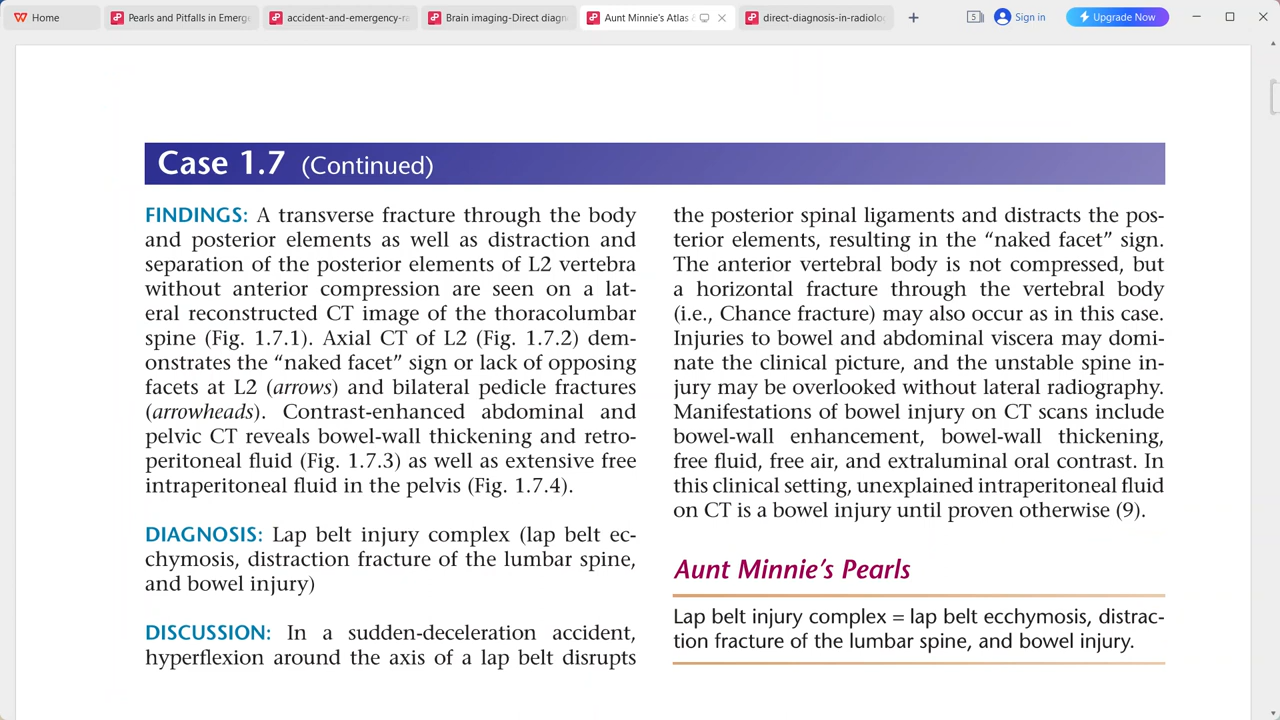 Home
Pearls and Pitfalls in Emerg
accident-and-emergency-ra
Brain imaging-Direct diagn
Aunt Minnie's Atlas &
direct-diagnosis-in-radiolo
5
Sign in
Upgrade Now
Case 1.7 (Continued)
FINDINGS: A transverse fracture through the body
and posterior elements as well as distraction and
separation of the posterior elements of L2 vertebra
without anterior compression are seen on a lat-
eral reconstructed CT image of the thoracolumbar
spine (Fig. 1.7.1). Axial CT of L2 (Fig. 1.7.2) dem-
onstrates the “naked facet” sign or lack of opposing
facets at L2 (arrows) and bilateral pedicle fractures
(arrowheads). Contrast-enhanced abdominal and
pelvic CT reveals bowel-wall thickening and retro-
peritoneal fluid (Fig. 1.7.3) as well as extensive free
intraperitoneal fluid in the pelvis (Fig. 1.7.4).
DIAGNOSIS: Lap belt injury complex (lap belt ec-
chymosis, distraction fracture of the lumbar spine,
and bowel injury)
DISCUSSION: In a sudden-deceleration accident,
hyperflexion around the axis of a lap belt disrupts
the posterior spinal ligaments and distracts the pos-
terior elements, resulting in the “naked facet” sign.
The anterior vertebral body is not compressed, but
a horizontal fracture through the vertebral body
(i.e., Chance fracture) may also occur as in this case.
Injuries to bowel and abdominal viscera may domi-
nate the clinical picture, and the unstable spine in-
jury may be overlooked without lateral radiography.
Manifestations of bowel injury on CT scans include
bowel-wall enhancement, bowel-wall thickening,
free fluid, free air, and extraluminal oral contrast. In
this clinical setting, unexplained intraperitoneal fluid
on CT is a bowel injury until proven otherwise (9).
Aunt Minnie’s Pearls
Lap belt injury complex = lap belt ecchymosis, distrac-
tion fracture of the lumbar spine, and bowel injury.